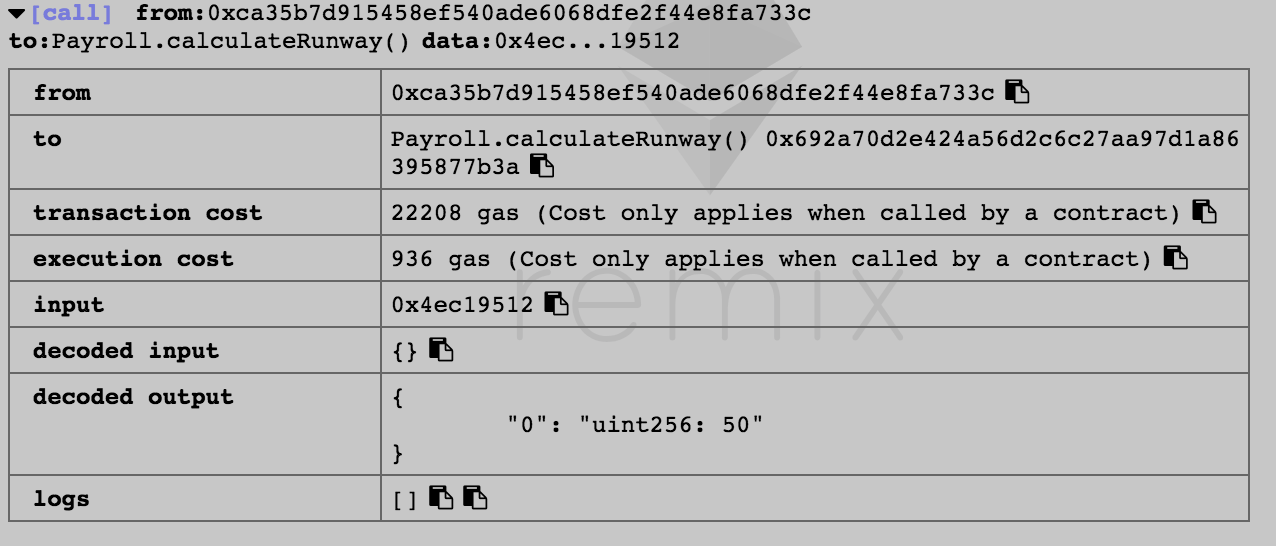 [call] from:0xca35b7d915458ef540ade6068dfe2f44e8fa733c
to:Payroll.calculateRunway() data:0x4ec...19512
from 0xca35b7d915458ef540ade6068dfe2f44e8fa733c
to Payroll.calculateRunway() 0x692a70d2e424a56d2c6c27aa97d1a86
395877b3a
transaction cost 22208 gas (Cost only applies when called by a contract)
execution cost 936 gas (Cost only applies when called by a contract)
remix
input 0x4ec19512
decoded input {}
decoded output {
"0": "uint256: 50"
}
logs []